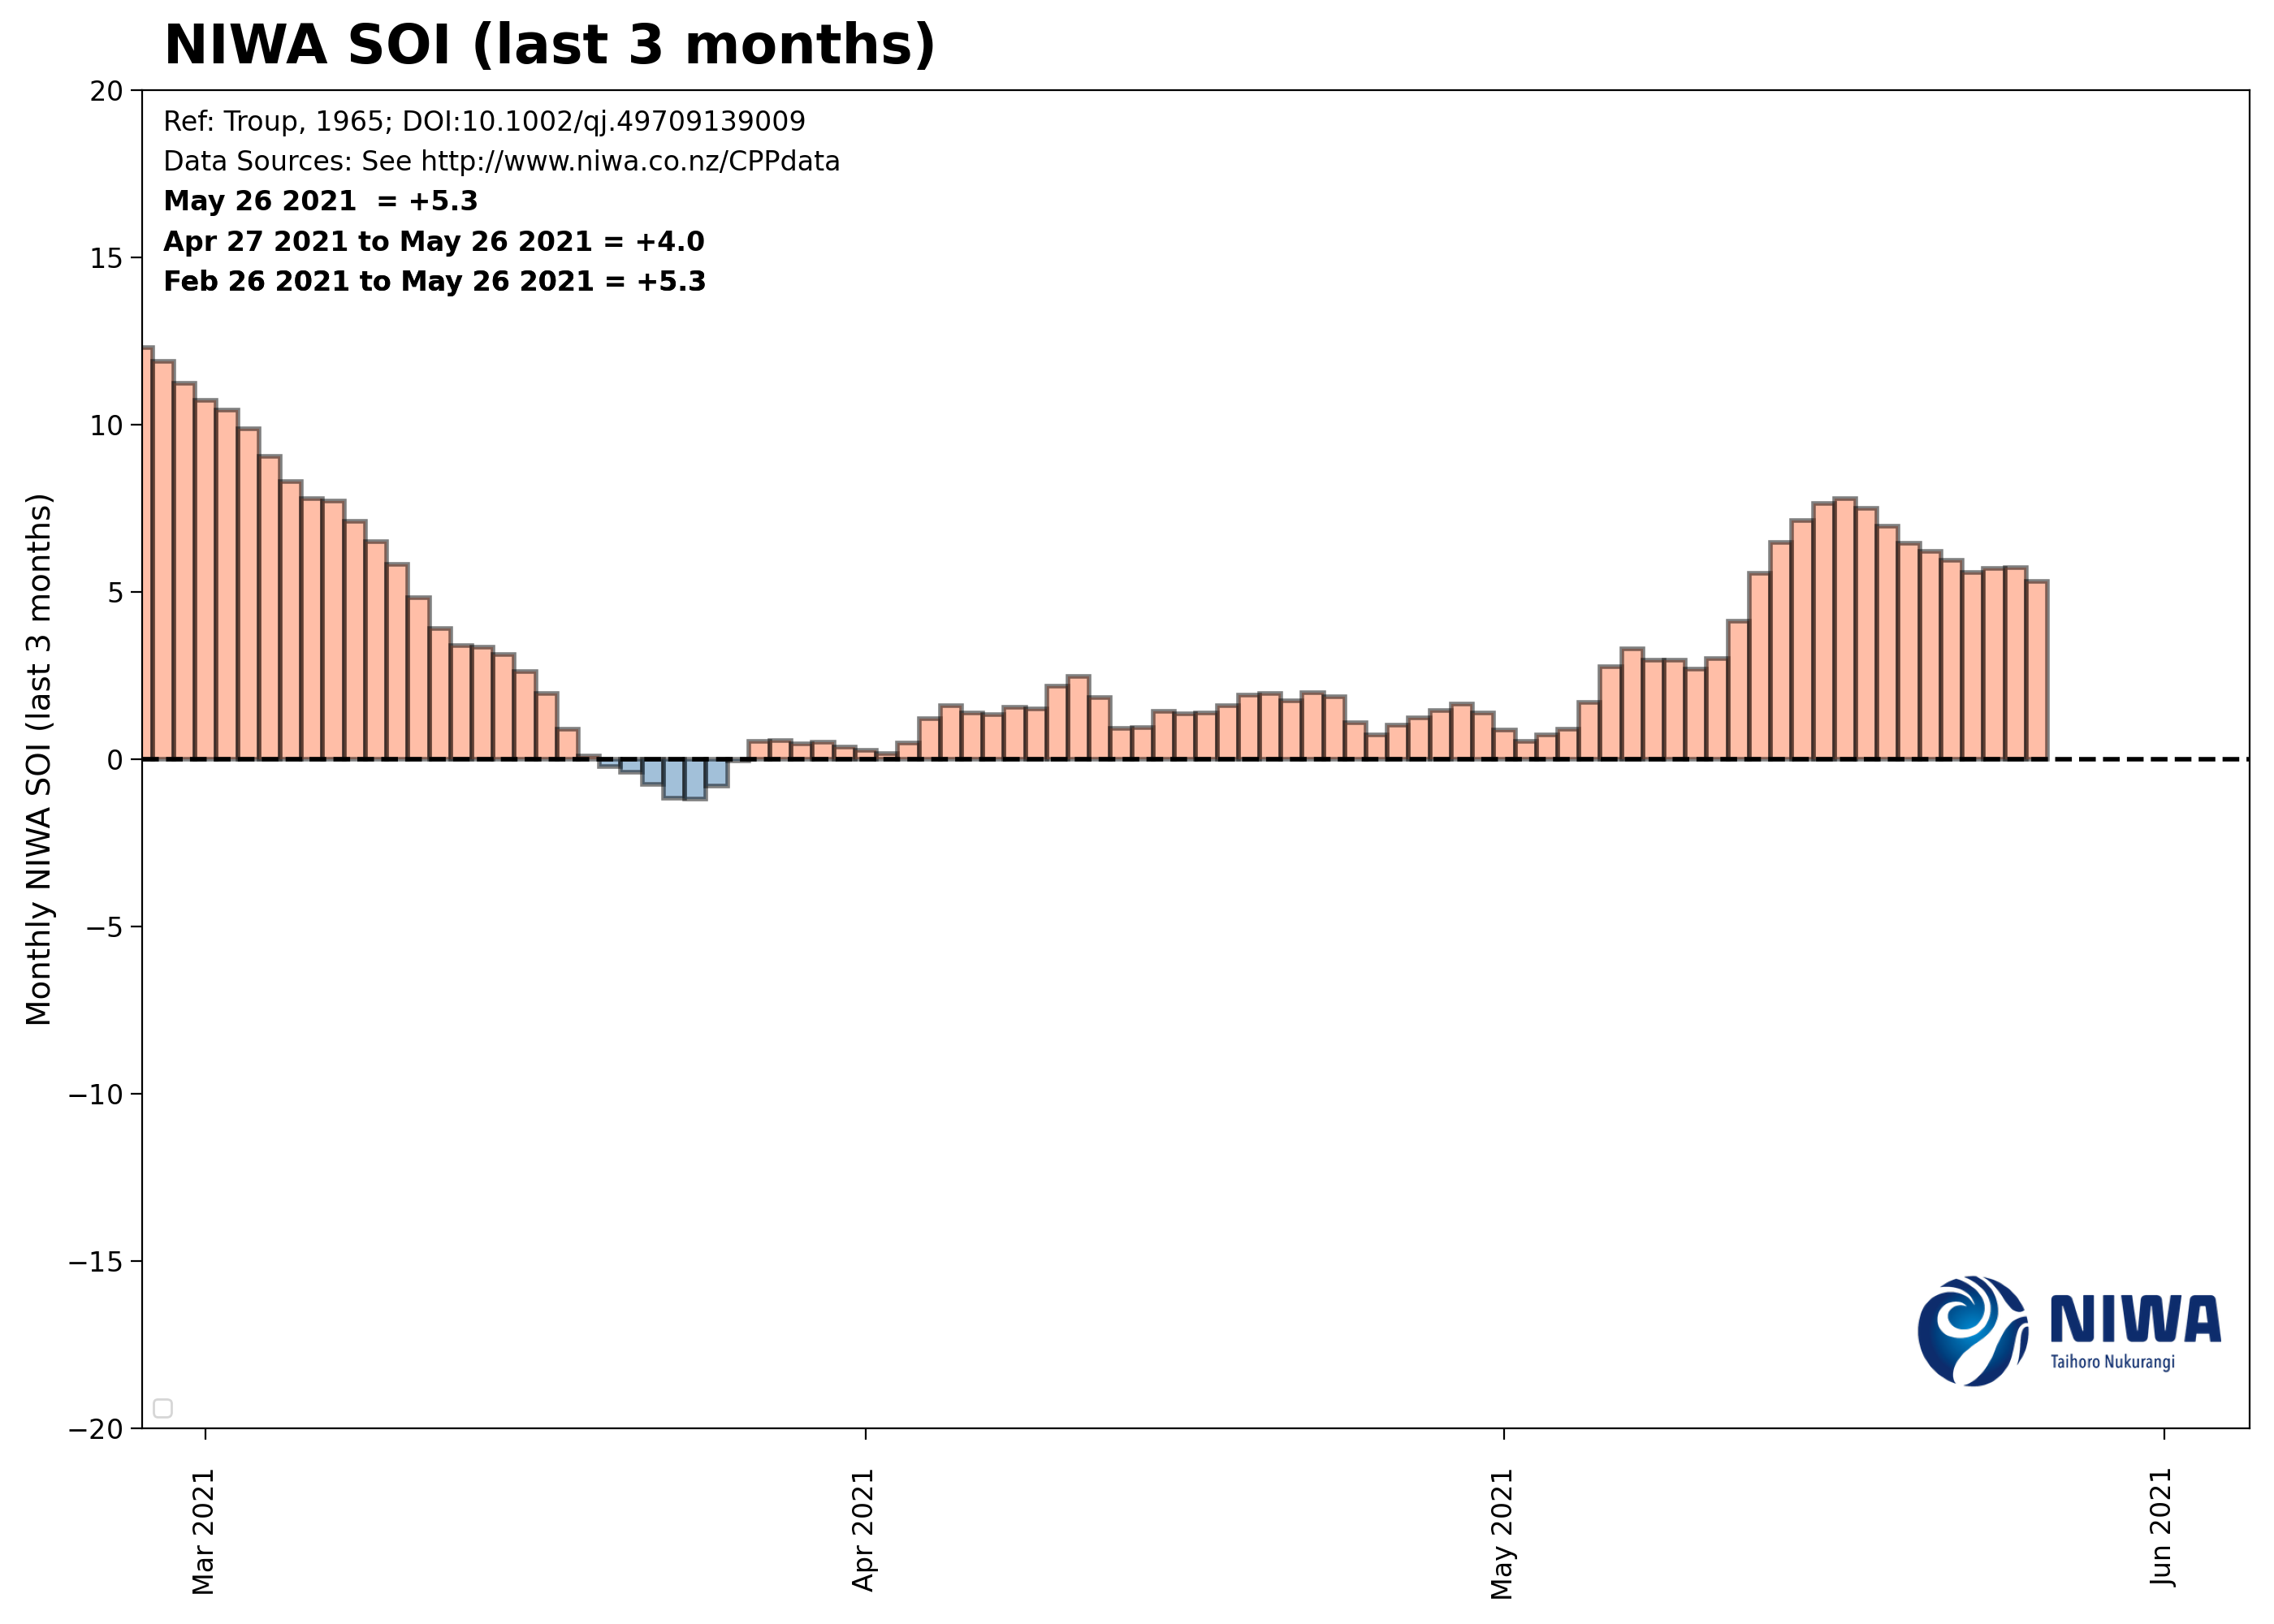 NIWA SOI (last 3 months)
Ref: Troup, 1965; DOI:10.1002/qj.49709139009
Data Sources: See http://www.niwa.co.nz/CPPdata
May 26 2021  = +5.3
Apr 27 2021 to May 26 2021 = +4.0
Feb 26 2021 to May 26 2021 = +5.3
Monthly NIWA SOI (last 3 months)
20
15
10
5
0
−5
−10
−15
−20
Mar 2021
Apr 2021
May 2021
Jun 2021
NIWA
Taihoro Nukurangi